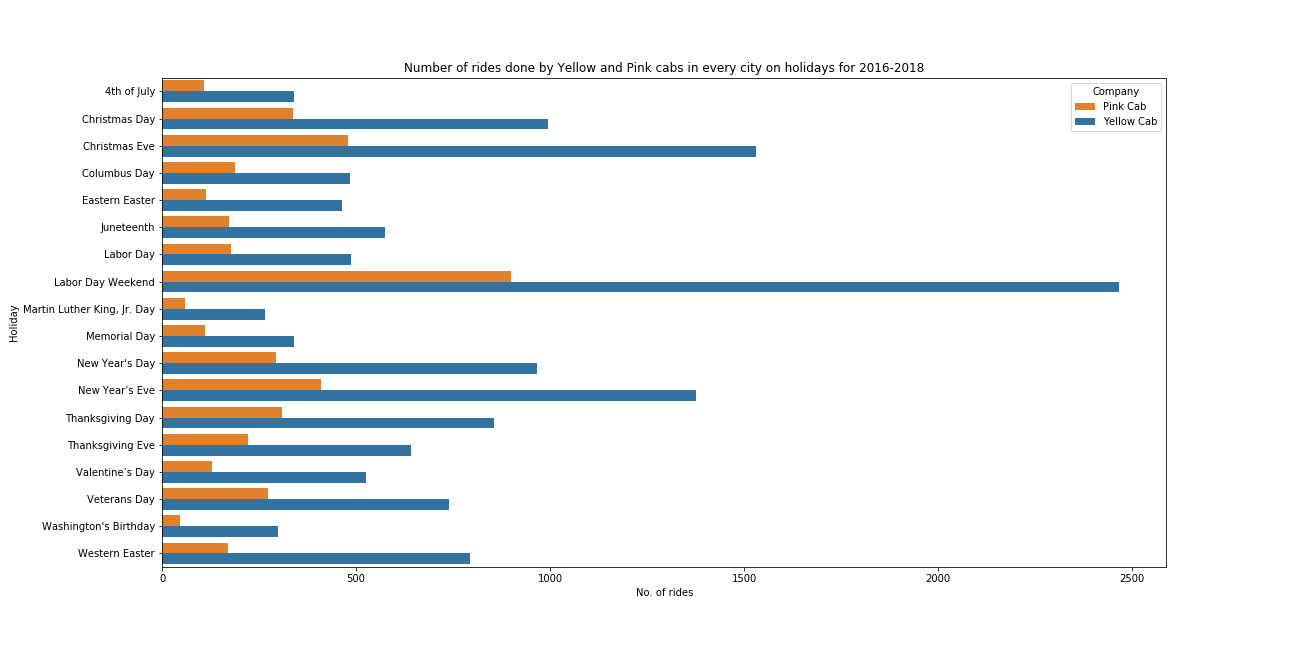 Number of rides done by Yellow and Pink cabs in every city on holidays for 2016-2018
Company
Pink Cab
Yellow Cab
Holiday
4th of July
Christmas Day
Christmas Eve
Columbus Day
Eastern Easter
Juneteenth
Labor Day
Labor Day Weekend
Martin Luther King, Jr. Day
Memorial Day
New Year's Day
New Year’s Eve
Thanksgiving Day
Thanksgiving Eve
Valentine’s Day
Veterans Day
Washington's Birthday
Western Easter
0 500 1000 1500 2000 2500
No. of rides